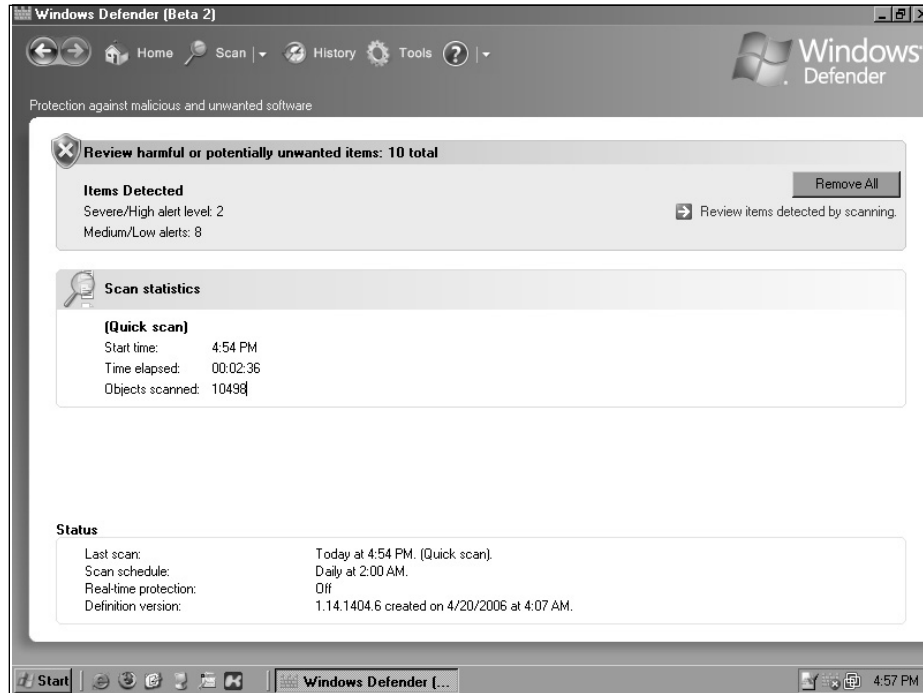 Windows Defender (Beta 2)
Home Scan History Tools ?
Windows
Defender
Protection against malicious and unwanted software
Review harmful or potentially unwanted items: 10 total
Items Detected
Remove All
Severe/High alert level: 2
Review items detected by scanning.
Medium/Low alerts: 8
Scan statistics
(Quick scan)
Start time: 4:54 PM
Time elapsed: 00:02:36
Objects scanned: 10498
Status
Last scan: Today at 4:54 PM. (Quick scan).
Scan schedule: Daily at 2:00 AM.
Real-time protection: Off
Definition version: 1.14.1404.6 created on 4/20/2006 at 4:07 AM.
Start Windows Defender (... 4:57 PM